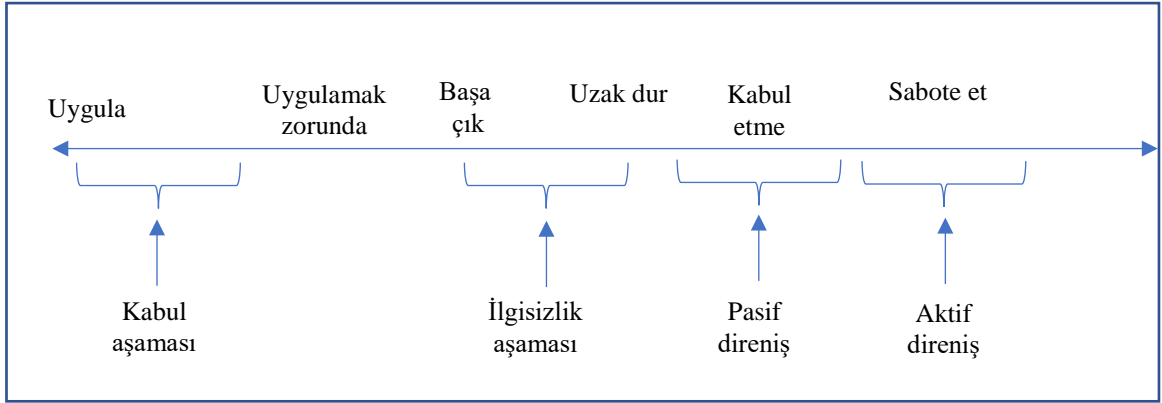 Uygula
Uygulamak
zorunda
Başa
çık
Uzak dur
Kabul
etme
Sabote et
Kabul
aşaması
İlgisizlik
aşaması
Pasif
direniş
Aktif
direniş